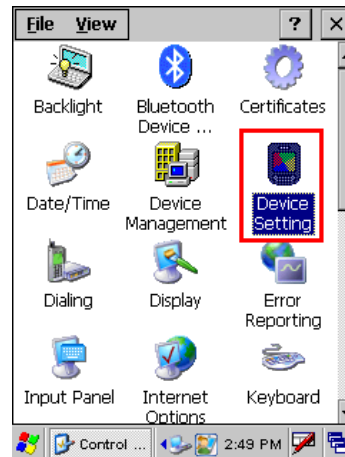 File View ? ×
Backlight
Bluetooth
Device ...
Certificates
Date/Time
Device
Management
Device
Setting
Dialing
Display
Error
Reporting
Input Panel
Internet
Options
Keyboard
Control ... 2:49 PM